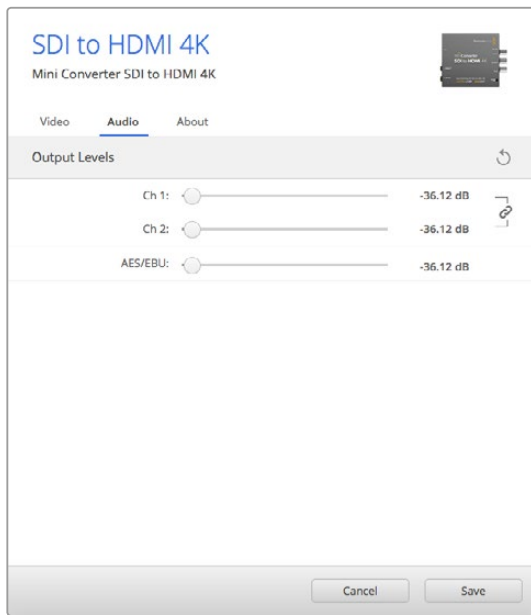 SDI to HDMI 4K
Mini Converter SDI to HDMI 4K
Video Audio About
Output Levels
Ch 1: -36.12 dB
Ch 2: -36.12 dB
AES/EBU: -36.12 dB
Cancel Save